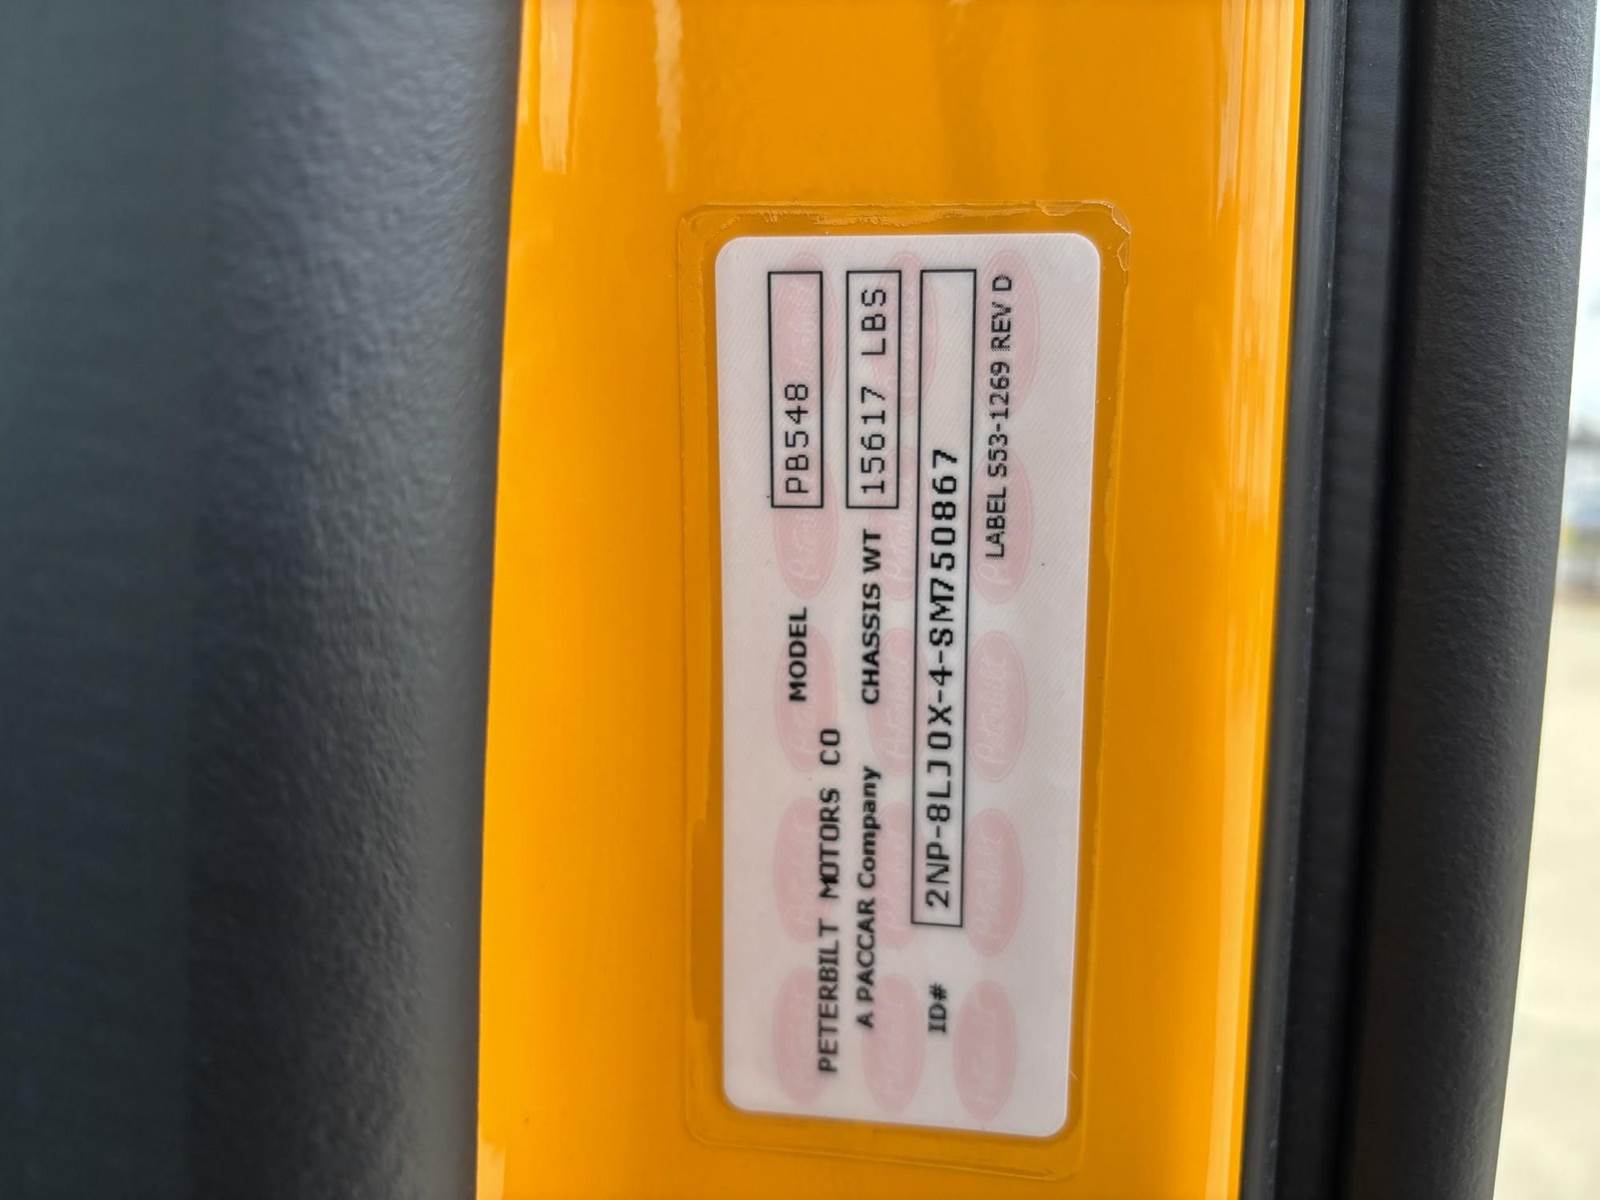 PETERBILT MOTORS CO MODEL PB548
A PACCAR Company CHASSIS WT 15617 LBS
ID# 2NP-8LJ0X-4-SM750867
LABEL S53-1269 REV D